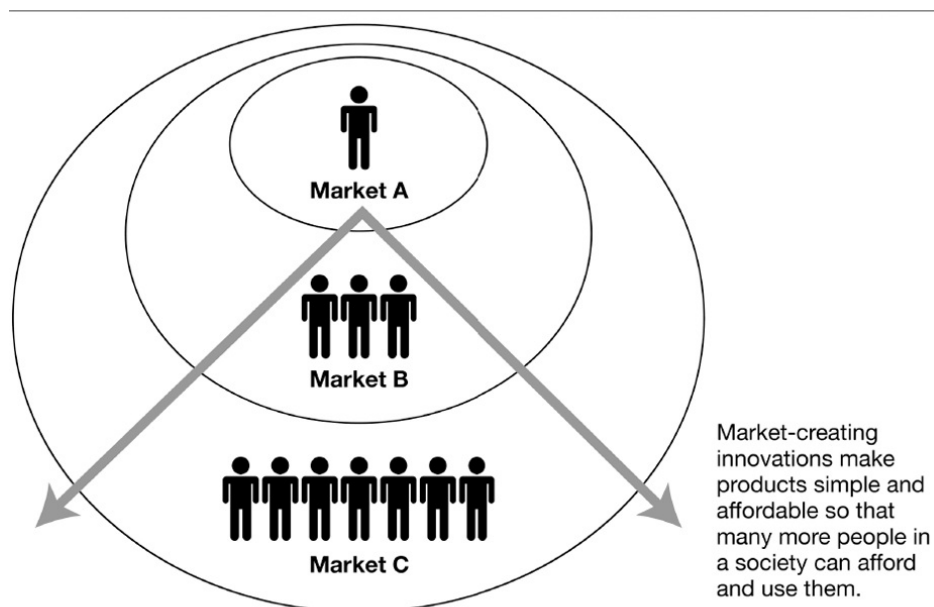 Market A
Market B
Market C
Market-creating
innovations make
products simple and
affordable so that
many more people in
a society can afford
and use them.